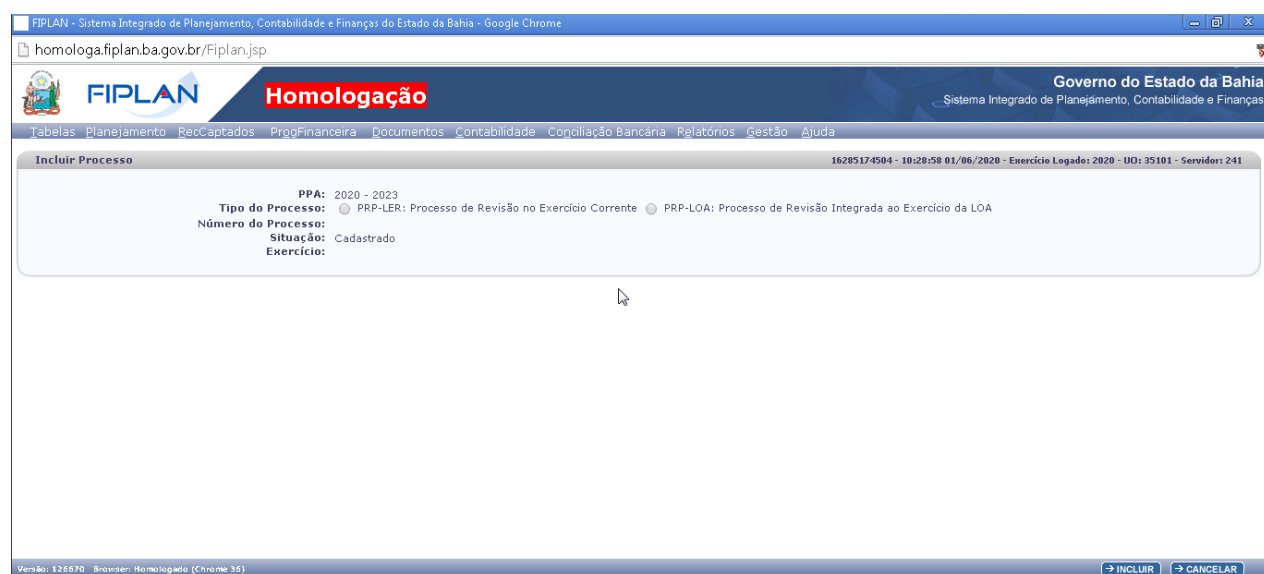 FIPLAN - Sistema Integrado de Planejamento, Contabilidade e Finanças do Estado da Bahia - Google Chrome
homologa.fiplan.ba.gov.br/Fiplan.jsp
FIPLAN Homologação
Governo do Estado da Bahia
Sistema Integrado de Planejamento, Contabilidade e Finanças
Tabelas Planejamento RecCaptados ProgFinanceira Documentos Contabilidade Conciliação Bancária Relatórios Gestão Ajuda
Incluir Processo 16285174504 - 10:28:58 01/06/2020 - Exercício Logado: 2020 - UO: 35101 - Servidor: 241
PPA: 2020 - 2023
Tipo do Processo: PRP-LER: Processo de Revisão no Exercício Corrente PRP-LOA: Processo de Revisão Integrada ao Exercício da LOA
Número do Processo:
Situação: Cadastrado
Exercício:
Versão: 126670 Browser: Homologado (Chrome 36) INCLUIR CANCELAR